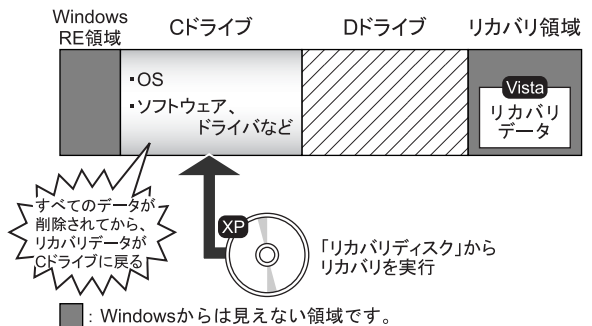 Windows
RE領域
Cドライブ
Dドライブ
リカバリ領域
・OS
・ソフトウェア、
ドライバなど
Vista
リカバリ
データ
すべてのデータが
削除されてから、
リカバリデータが
Cドライブに戻る
XP
「リカバリディスク」から
リカバリを実行
：Windowsからは見えない領域です。